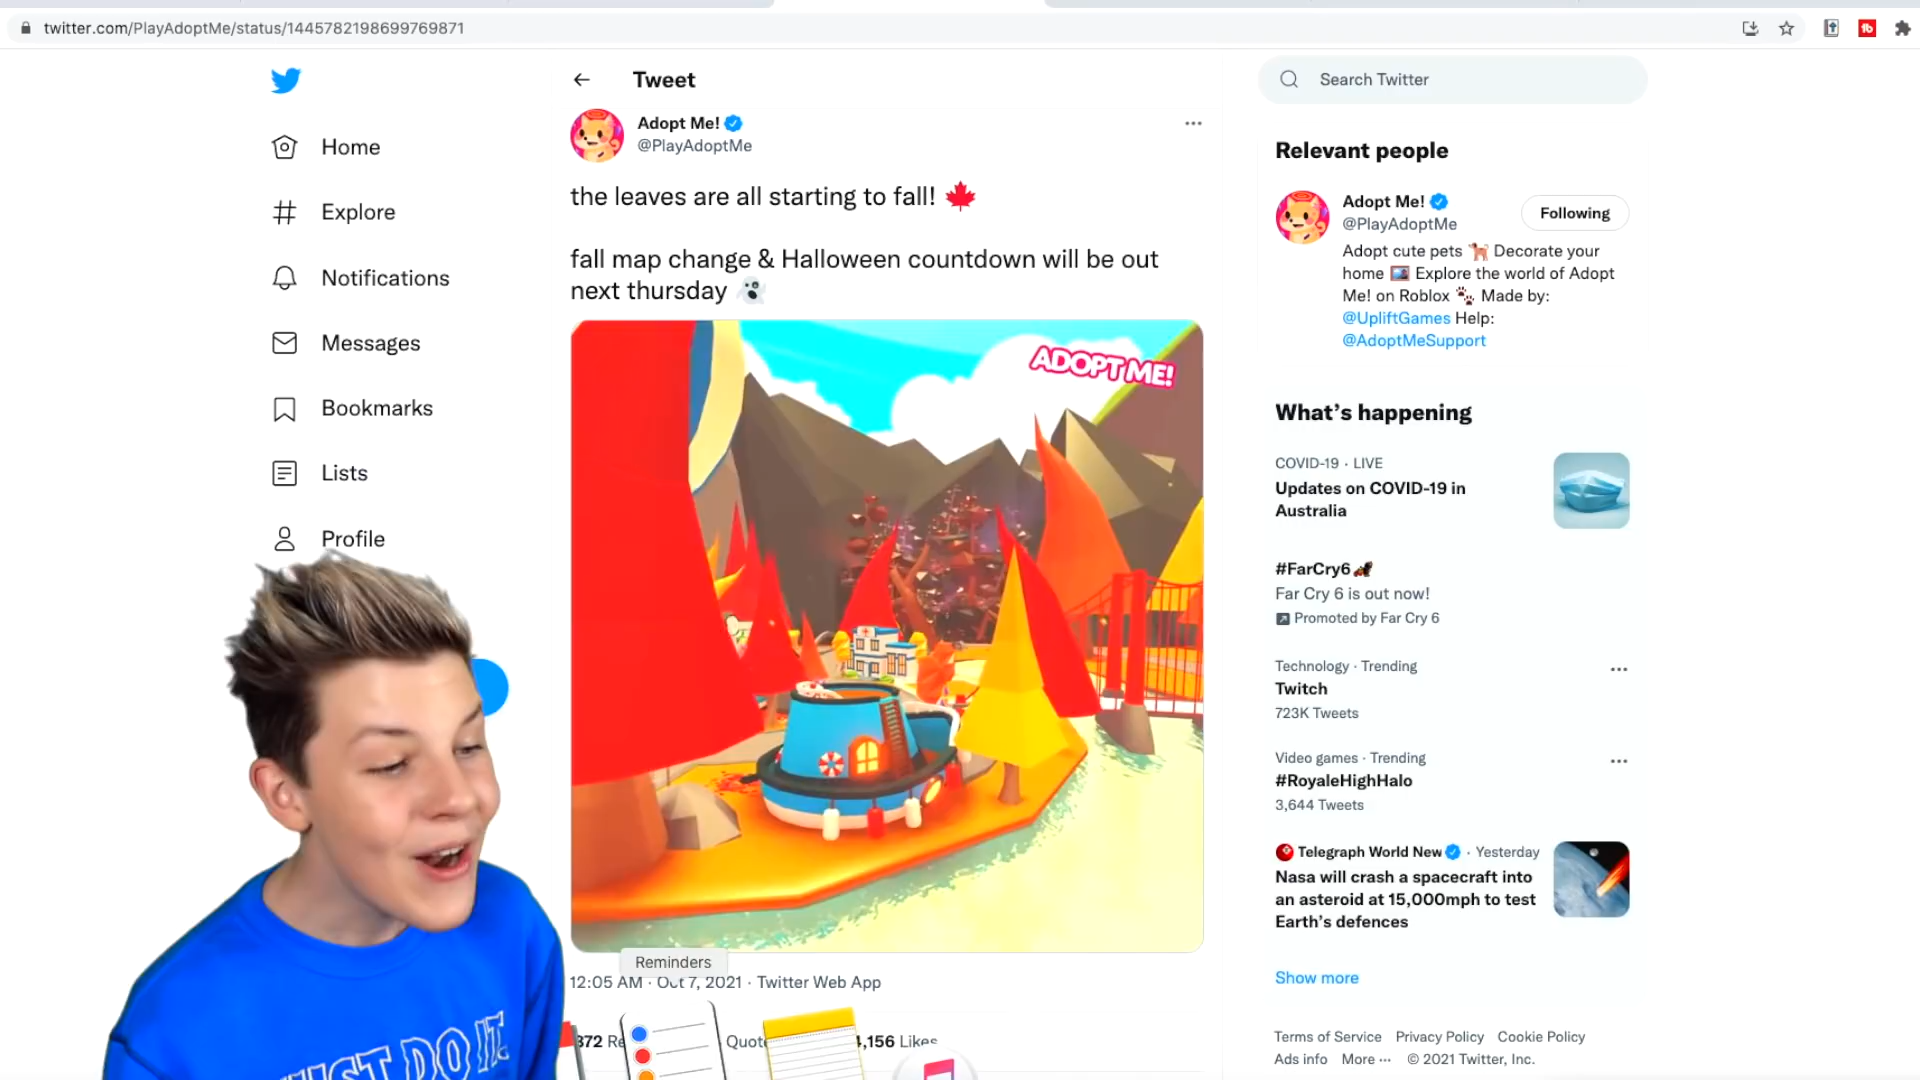 twitter.com/PlayAdoptMe/status/1445782198699769871
Home
Explore
Notifications
Messages
Bookmarks
Lists
Profile
Tweet
Adopt Me!
@PlayAdoptMe
the leaves are all starting to fall!
fall map change & Halloween countdown will be out
next thursday
ADOPT ME!
Reminders
12:05 AM · Oct 7, 2021 · Twitter Web App
372
,156 Likes
JUST DO IT.
Search Twitter
Relevant people
Adopt Me!
@PlayAdoptMe
Following
Adopt cute pets Decorate your
home Explore the world of Adopt
Me! on Roblox Made by:
@UpliftGames Help:
@AdoptMeSupport
What's happening
COVID-19 · LIVE
Updates on COVID-19 in
Australia
#FarCry6
Far Cry 6 is out now!
Promoted by Far Cry 6
Technology · Trending
Twitch
723K Tweets
Video games · Trending
#RoyaleHighHalo
3,644 Tweets
Telegraph World New · Yesterday
Nasa will crash a spacecraft into
an asteroid at 15,000mph to test
Earth's defences
Show more
Terms of Service Privacy Policy Cookie Policy
Ads info More ··· © 2021 Twitter, Inc.